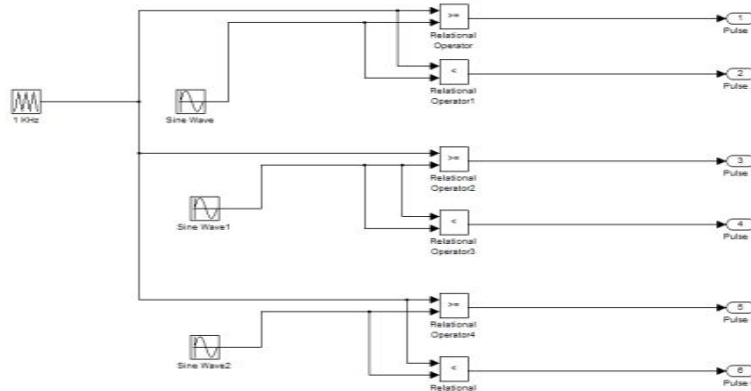 >=
1
Relational
Operator
Pulse
<
2
Relational
Operator1
Pulse
1 KHz
Sine Wave
>=
3
Relational
Operator2
Pulse
Sine Wave1
<
4
Relational
Operator3
Pulse
>=
5
Relational
Operator4
Pulse
Sine Wave2
<
6
Relational
Pulse